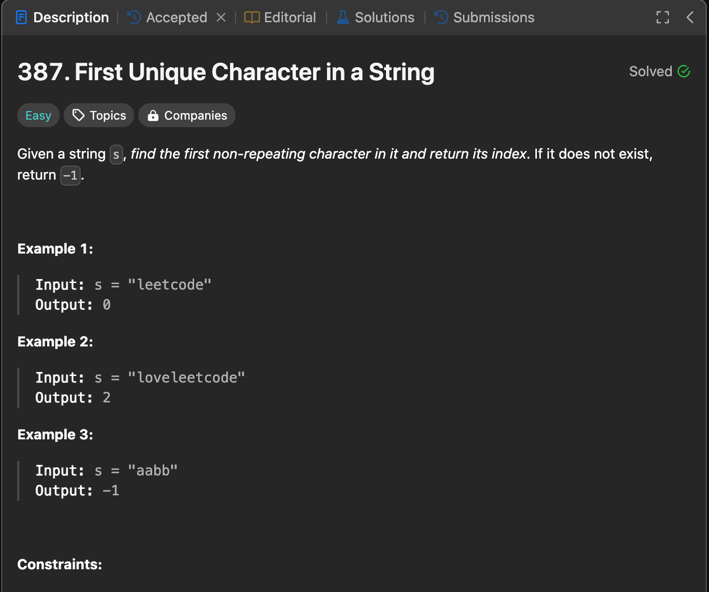 Description
Accepted
Editorial
Solutions
Submissions
387. First Unique Character in a String
Solved
Easy
Topics
Companies
Given a string s, find the first non-repeating character in it and return its index. If it does not exist,
return -1.
Example 1:
Input: s = "leetcode"
Output: 0
Example 2:
Input: s = "loveleetcode"
Output: 2
Example 3:
Input: s = "aabb"
Output: -1
Constraints: